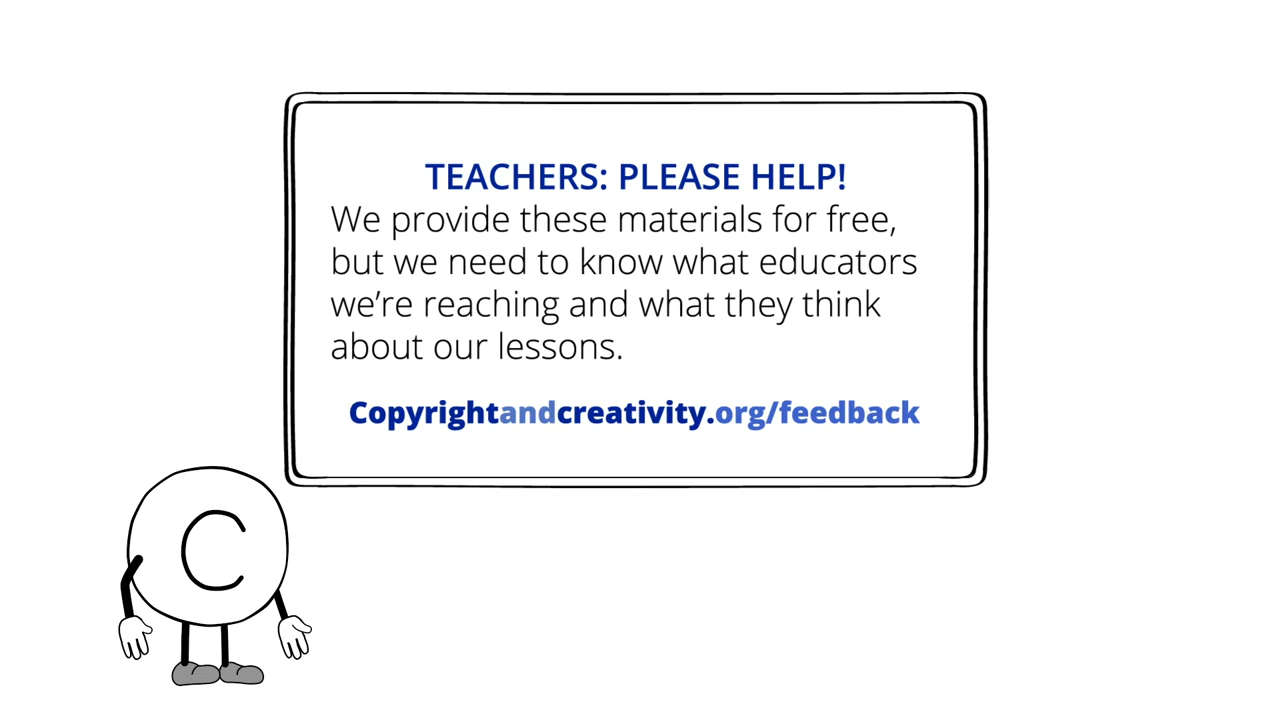 TEACHERS: PLEASE HELP!
We provide these materials for free,
but we need to know what educators
we’re reaching and what they think
about our lessons.
Copyrightandcreativity.org/feedback
C